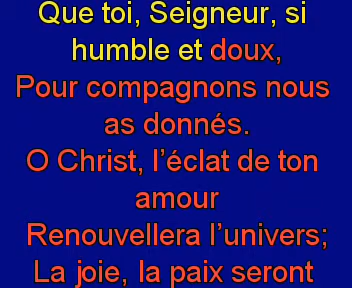 Que toi, Seigneur, si
humble et doux,
Pour compagnons nous
as donnés.
O Christ, l'éclat de ton
amour
Renouvellera l'univers;
La joie, la paix seront